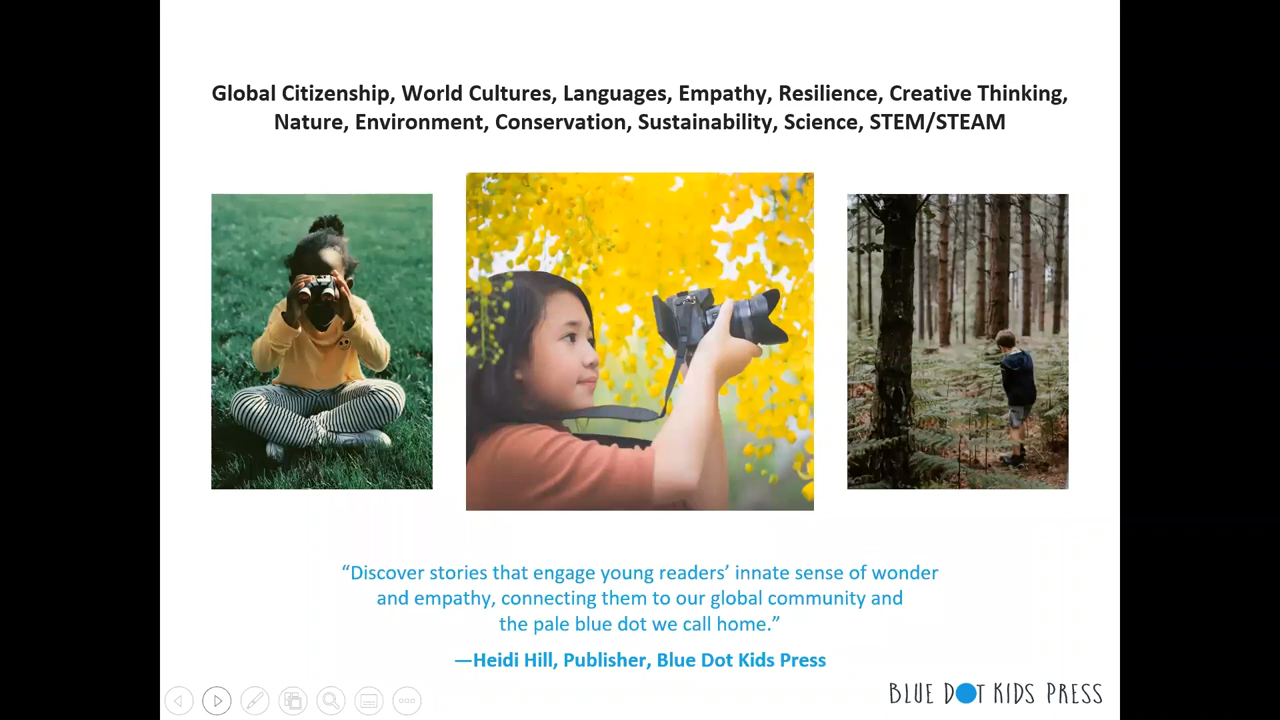 Global Citizenship, World Cultures, Languages, Empathy, Resilience, Creative Thinking,
Nature, Environment, Conservation, Sustainability, Science, STEM/STEAM
“Discover stories that engage young readers’ innate sense of wonder
and empathy, connecting them to our global community and
the pale blue dot we call home.”
—Heidi Hill, Publisher, Blue Dot Kids Press
BLUE DOT KIDS PRESS